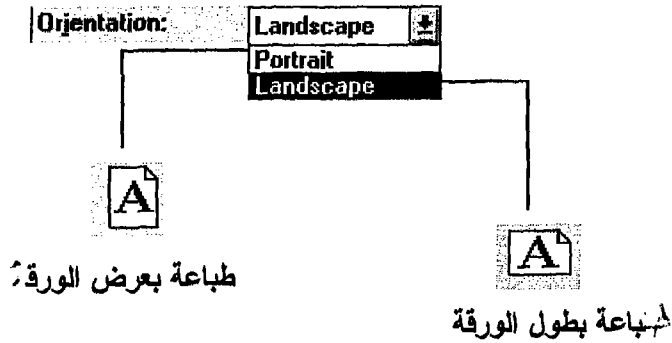 Orientation: Landscape
Portrait
Landscape
A
طباعة بعرض الورقة
A
طباعة بطول الورقة